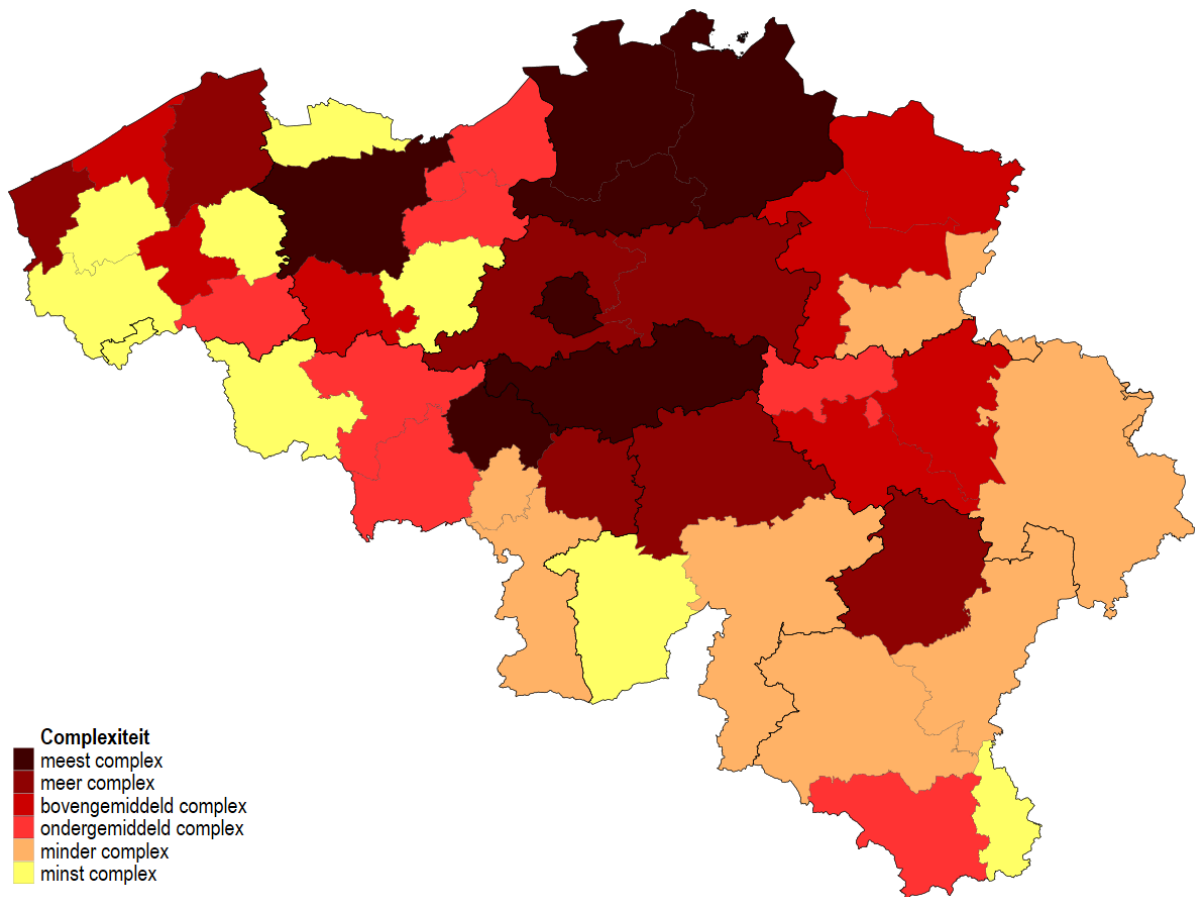 Complexiteit
meest complex
meer complex
bovengemiddeld complex
ondergemiddeld complex
minder complex
minst complex